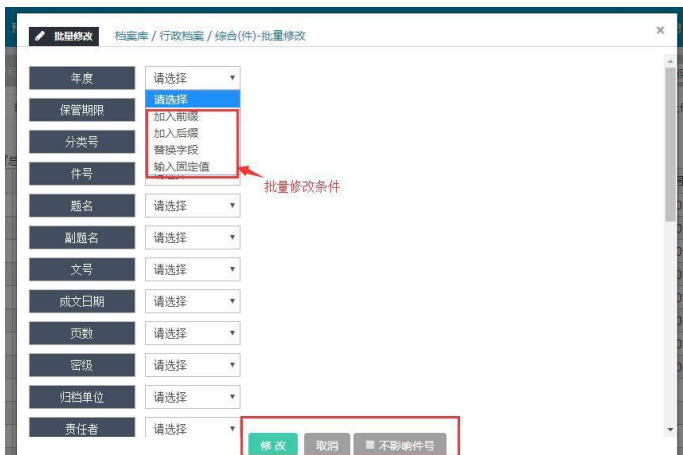 批量修改 档案库 / 行政档案 / 综合(件)-批量修改 ×
年度 请选择
请选择
保管期限 加入前缀
加入后缀
分类号 替换字段
输入固定值
件号
批量修改条件
题名 请选择
副题名 请选择
文号 请选择
成文日期 请选择
页数 请选择
密级 请选择
归档单位 请选择
责任者 请选择
修改 取消 不影响件号